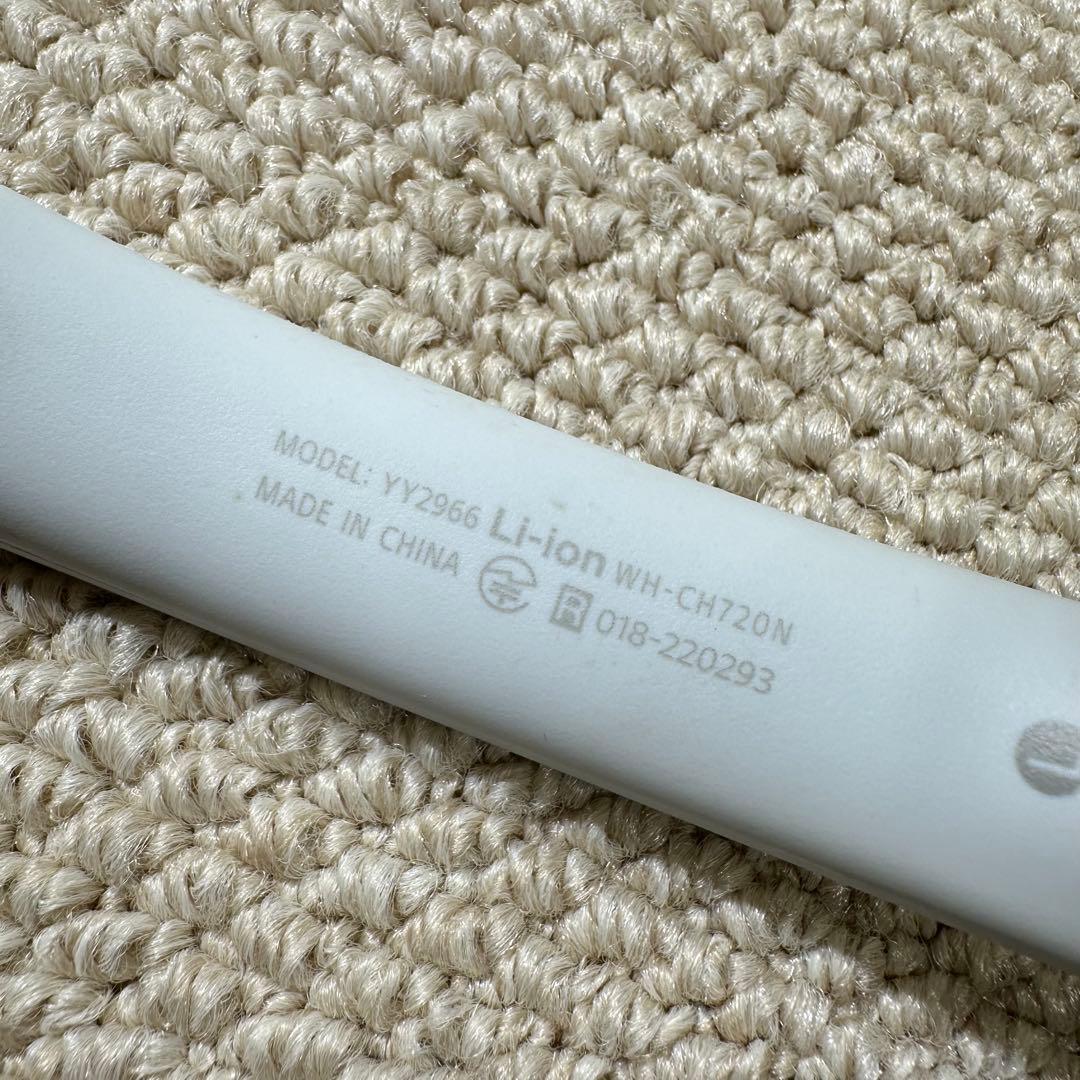 MODEL: YY2966 Li-ion WH-CH720N
MADE IN CHINA R 018-220293